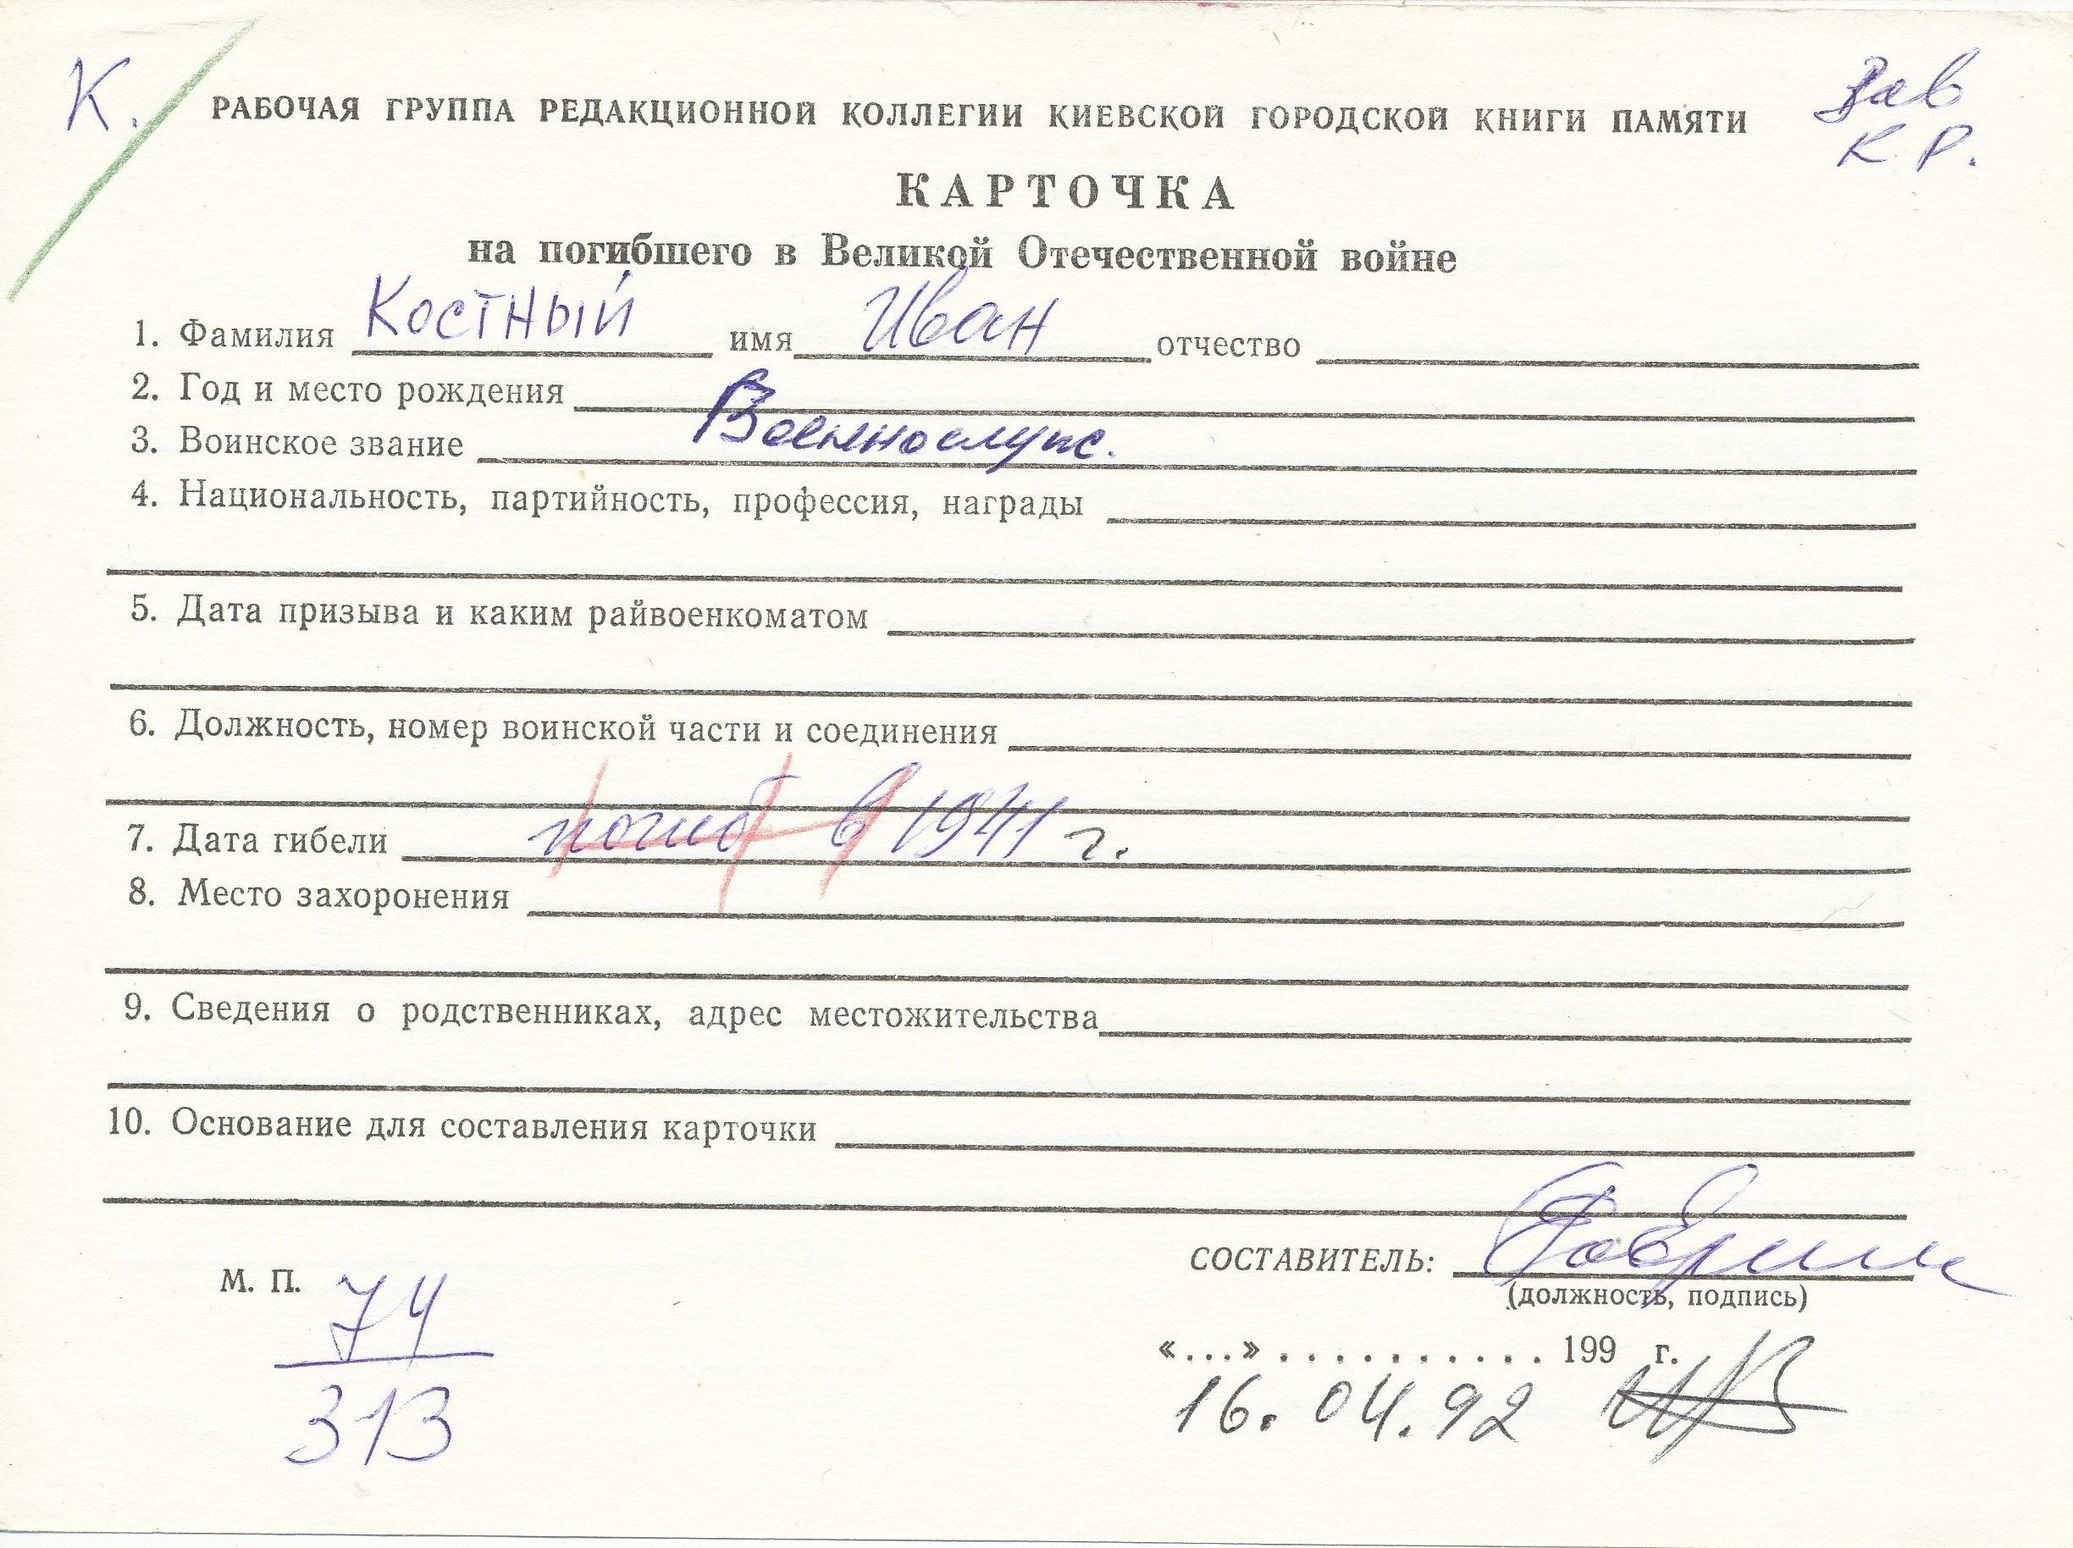 К.
Зав
К Р.
РАБОЧАЯ ГРУППА РЕДАКЦИОННОЙ КОЛЛЕГИИ КИЕВСКОЙ ГОРОДСКОЙ КНИГИ ПАМЯТИ
КАРТОЧКА
на погибшего в Великой Отечественной войне
1. Фамилия Костный имя Иван отчество
2. Год и место рождения
3. Воинское звание Военнослуж.
4. Национальность, партийность, профессия, награды
5. Дата призыва и каким райвоенкоматом
6. Должность, номер воинской части и соединения
7. Дата гибели погиб в 1941 г.
8. Место захоронения
9. Сведения о родственниках, адрес местожительства
10. Основание для составления карточки
СОСТАВИТЕЛЬ:
(должность, подпись)
М. П. 74
313
«...» ........... 199 г.
16.04.92